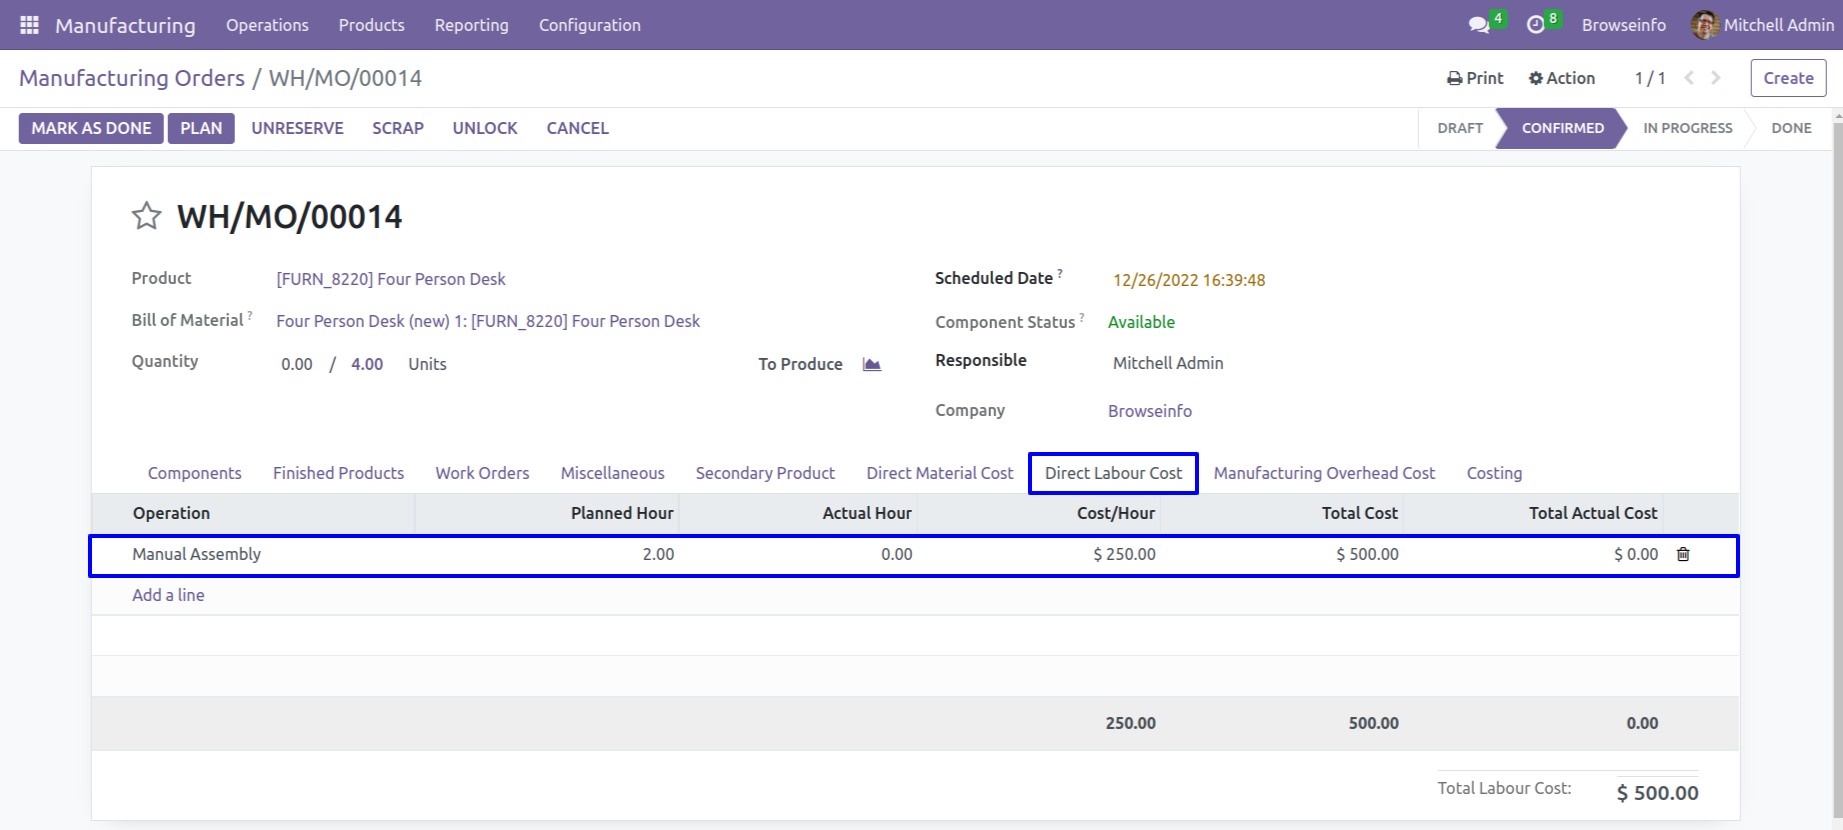 Manufacturing Operations Products Reporting Configuration 4 8 Browseinfo Mitchell Admin
Manufacturing Orders / WH/MO/00014 Print Action 1 / 1 Create
MARK AS DONE PLAN UNRESERVE SCRAP UNLOCK CANCEL DRAFT CONFIRMED IN PROGRESS DONE
WH/MO/00014
Product [FURN_8220] Four Person Desk Scheduled Date ? 12/26/2022 16:39:48
Bill of Material ? Four Person Desk (new) 1: [FURN_8220] Four Person Desk Component Status ? Available
Quantity 0.00 / 4.00 Units To Produce Responsible Mitchell Admin
Company Browseinfo
Components Finished Products Work Orders Miscellaneous Secondary Product Direct Material Cost Direct Labour Cost Manufacturing Overhead Cost Costing
Operation Planned Hour Actual Hour Cost/Hour Total Cost Total Actual Cost
Manual Assembly 2.00 0.00 $ 250.00 $ 500.00 $ 0.00
Add a line
250.00 500.00 0.00
Total Labour Cost: $ 500.00